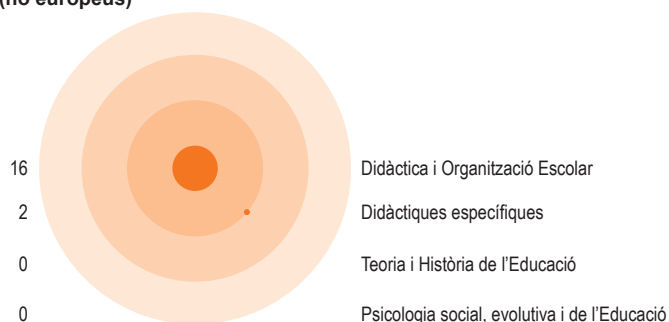 (no europeus)
16 Didàctica i Organització Escolar
2 Didàctiques específiques
0 Teoria i Història de l’Educació
0 Psicologia social, evolutiva i de l’Educació